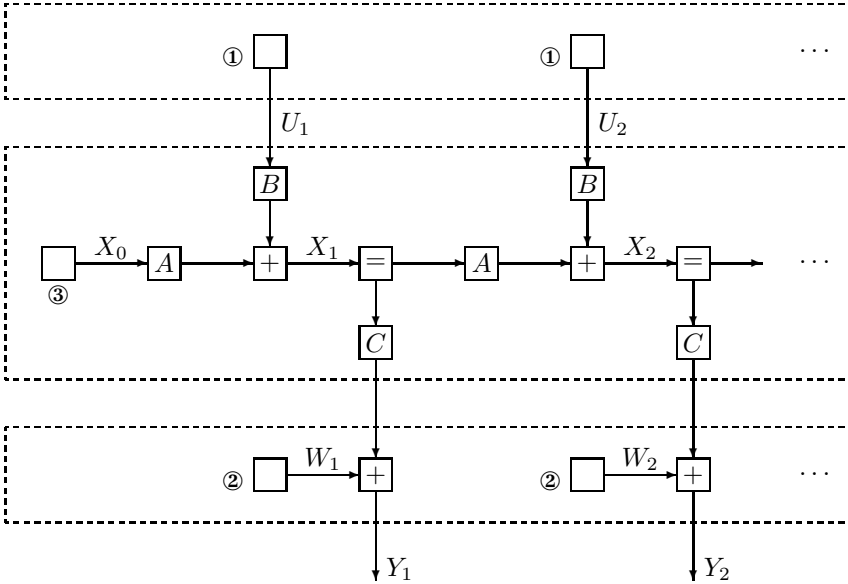 ① ① ...
U₁ U₂
B B
X₀ A + X₁ = A + X₂ = ...
③
C C
② W₁ + ② W₂ + ...
Y₁ Y₂